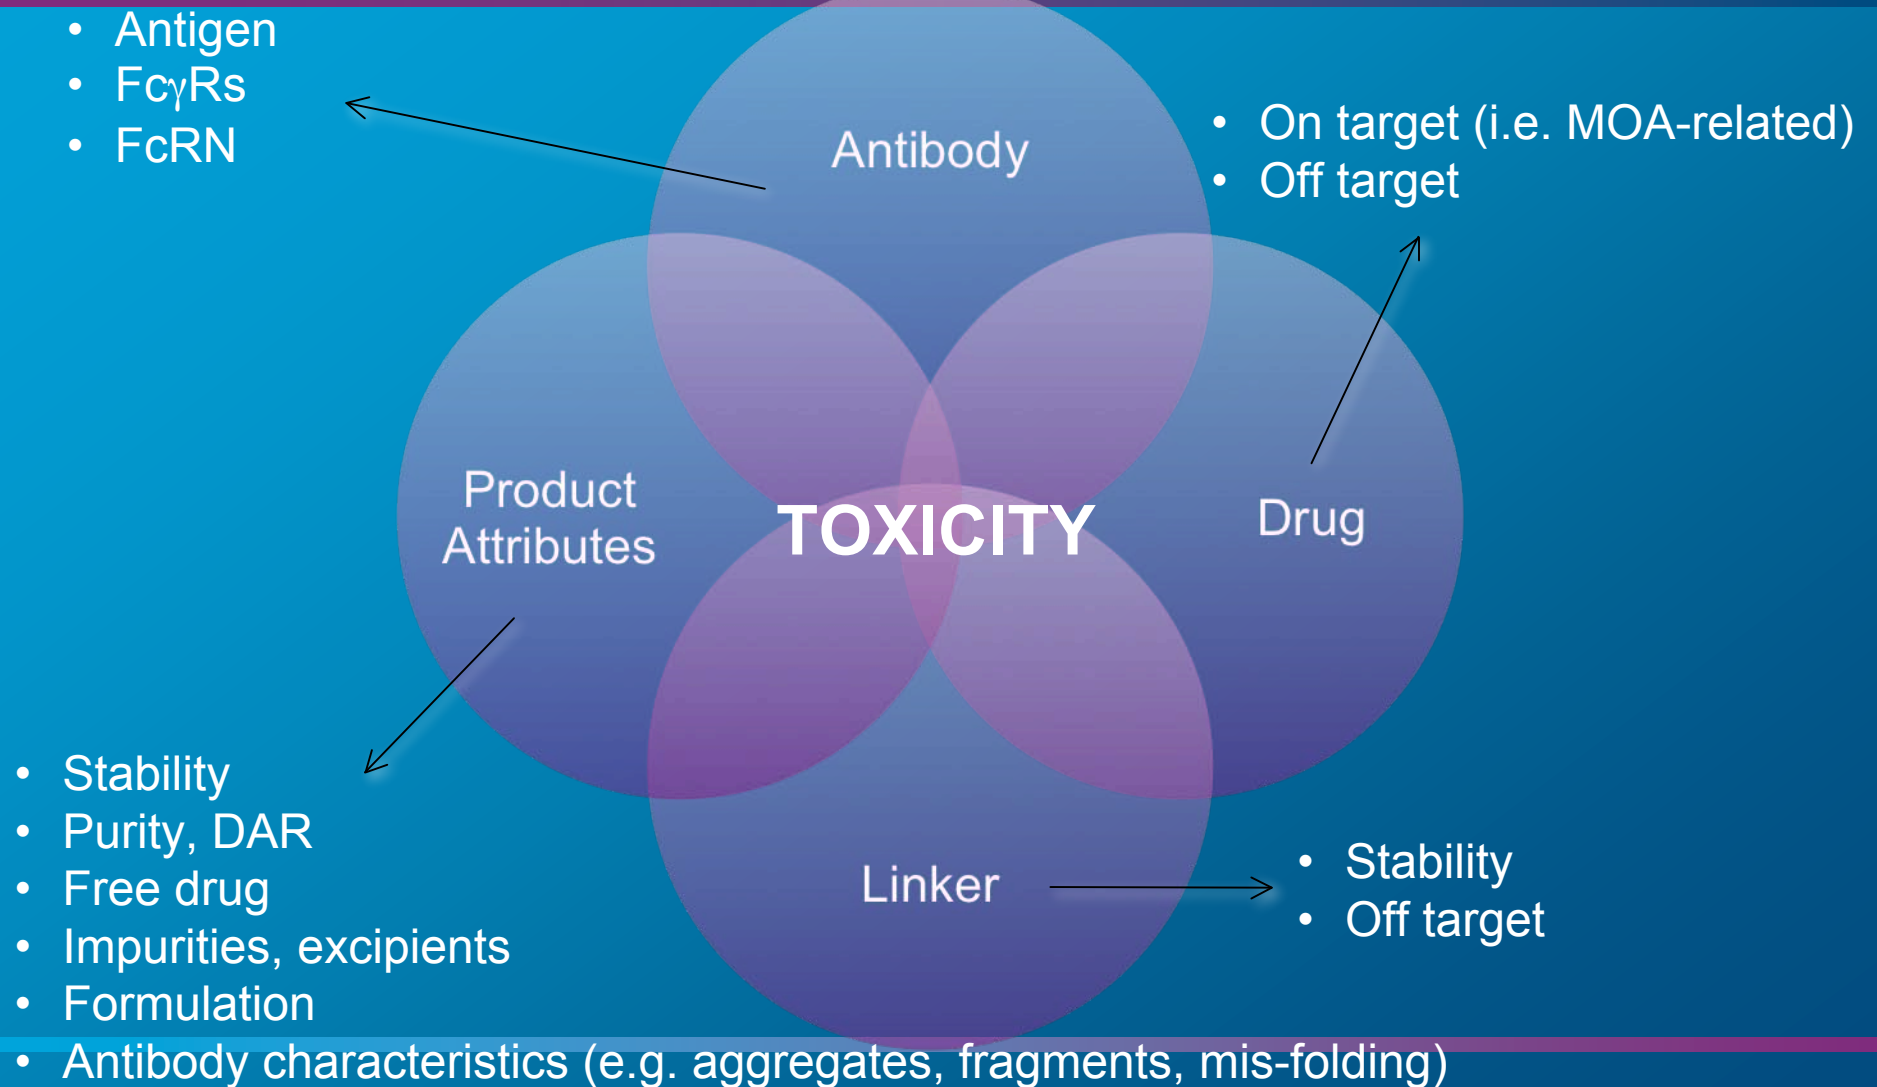 • Antigen
• FcγRs
• FcRN
Antibody
• On target (i.e. MOA-related)
• Off target
Product
Attributes
TOXICITY
Drug
• Stability
• Purity, DAR
• Free drug
• Impurities, excipients
• Formulation
• Antibody characteristics (e.g. aggregates, fragments, mis-folding)
Linker
• Stability
• Off target